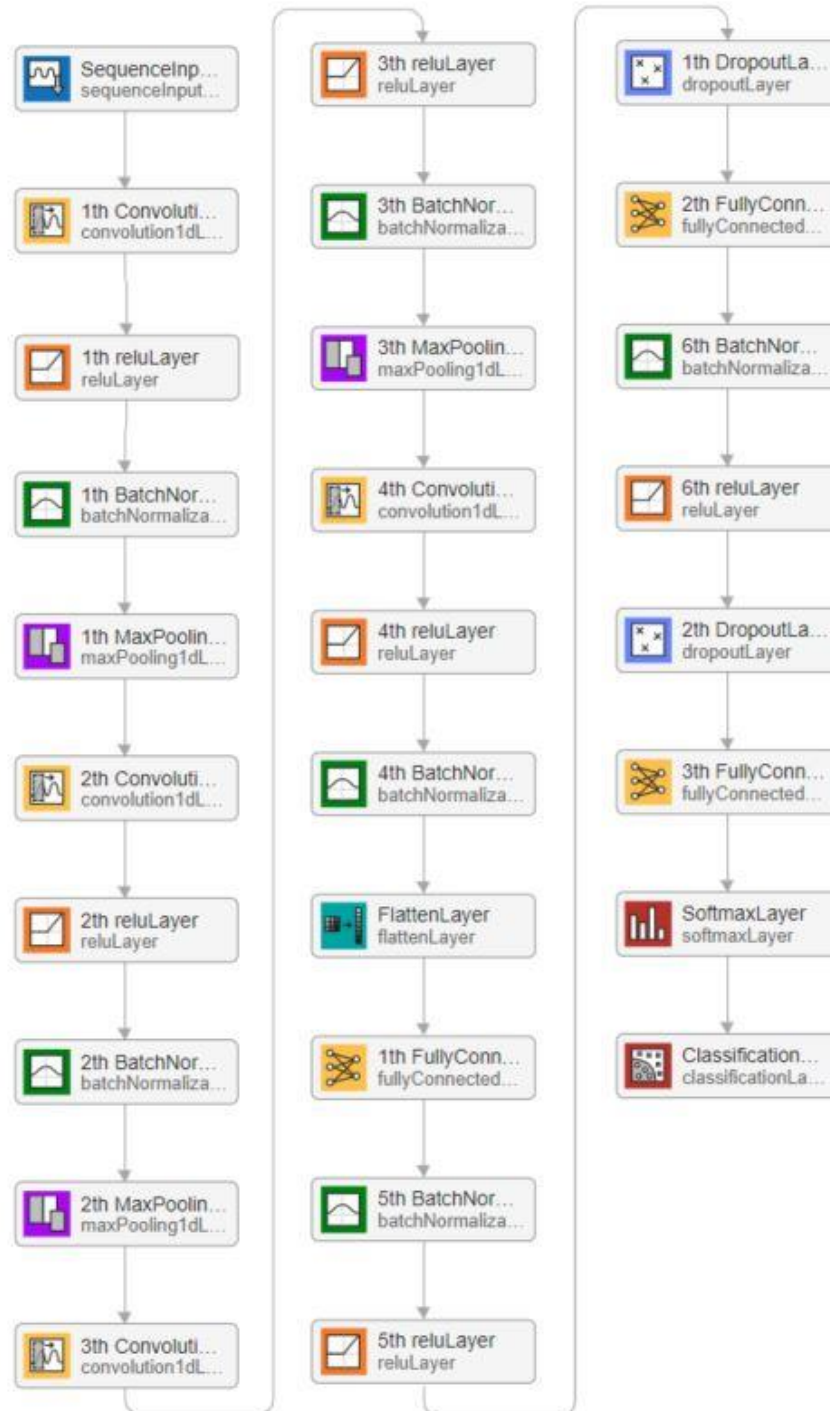 SequenceInp...
sequenceInput...
1th Convoluti...
convolution1dL...
1th reluLayer
reluLayer
1th BatchNor...
batchNormaliza...
1th MaxPoolin...
maxPooling1dL...
2th Convoluti...
convolution1dL...
2th reluLayer
reluLayer
2th BatchNor...
batchNormaliza...
2th MaxPoolin...
maxPooling1dL...
3th Convoluti...
convolution1dL...
3th reluLayer
reluLayer
3th BatchNor...
batchNormaliza...
3th MaxPoolin...
maxPooling1dL...
4th Convoluti...
convolution1dL...
4th reluLayer
reluLayer
4th BatchNor...
batchNormaliza...
FlattenLayer
flattenLayer
1th FullyConn...
fullyConnected...
5th BatchNor...
batchNormaliza...
5th reluLayer
reluLayer
1th DropoutLa...
dropoutLayer
2th FullyConn...
fullyConnected...
6th BatchNor...
batchNormaliza...
6th reluLayer
reluLayer
2th DropoutLa...
dropoutLayer
3th FullyConn...
fullyConnected...
SoftmaxLayer
softmaxLayer
Classification...
classificationLa...